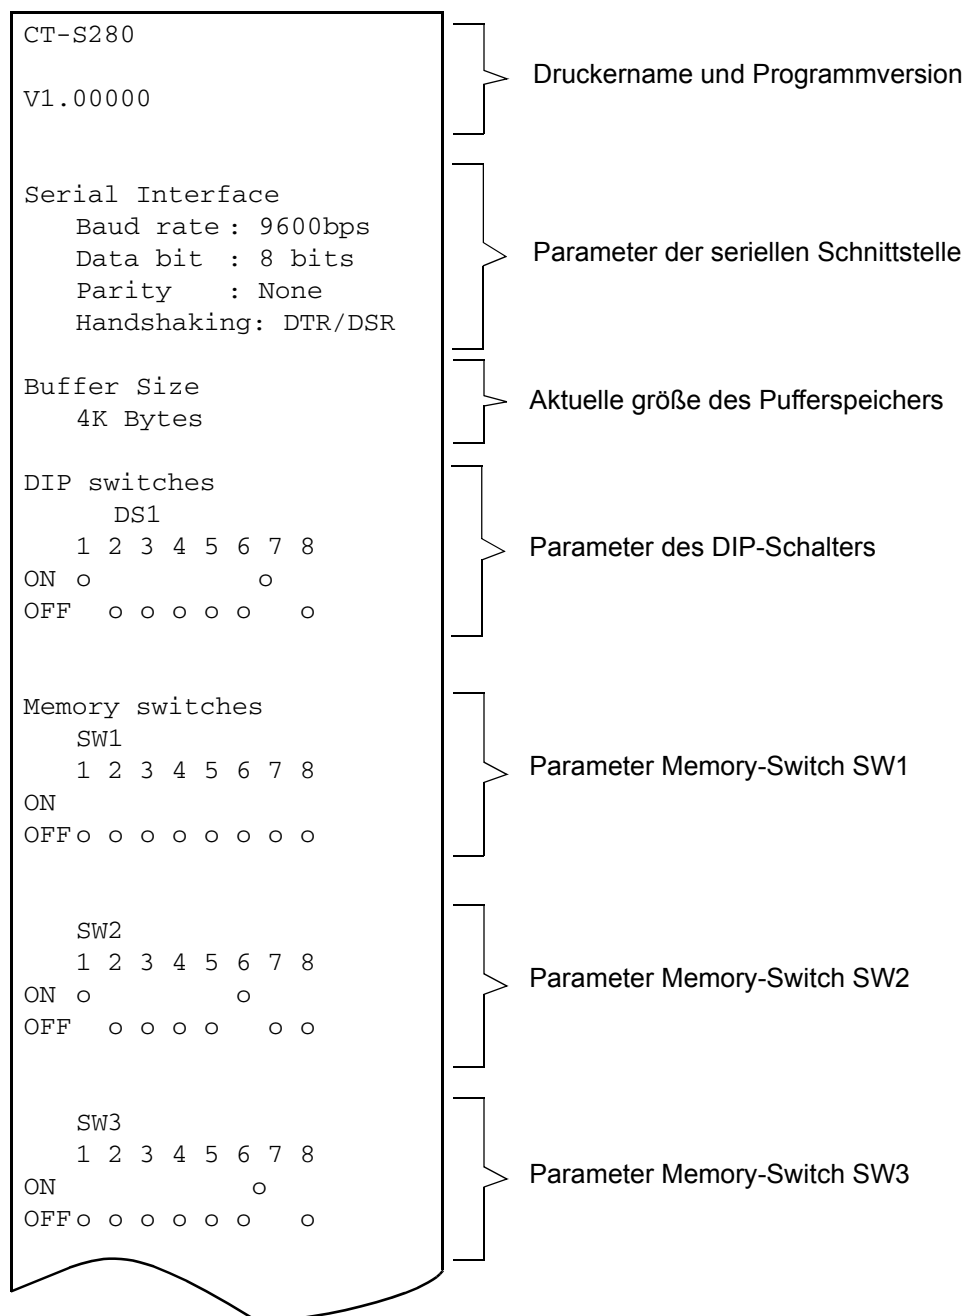 CT-S280
V1.00000
Druckername und Programmversion
Serial Interface
Baud rate : 9600bps
Data bit : 8 bits
Parity : None
Handshaking: DTR/DSR
Parameter der seriellen Schnittstelle
Buffer Size
4K Bytes
Aktuelle größe des Pufferspeichers
DIP switches
DS1
1 2 3 4 5 6 7 8
ON o o
OFF o o o o o o
Parameter des DIP-Schalters
Memory switches
SW1
1 2 3 4 5 6 7 8
ON
OFF o o o o o o o o
Parameter Memory-Switch SW1
SW2
1 2 3 4 5 6 7 8
ON o o
OFF o o o o o o
Parameter Memory-Switch SW2
SW3
1 2 3 4 5 6 7 8
ON o
OFF o o o o o o o
Parameter Memory-Switch SW3